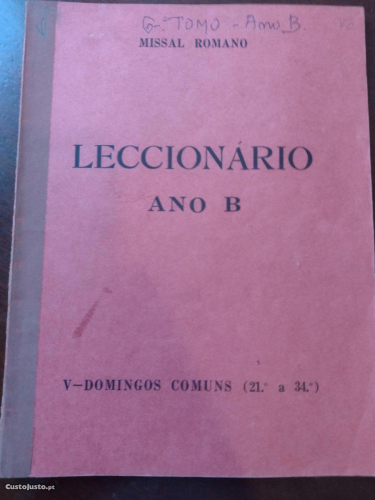 6.º TOMO - Ano B.
MISSAL ROMANO
LECCIONÁRIO
ANO B
V—DOMINGOS COMUNS (21.º a 34.º)
CustoJusto.pt